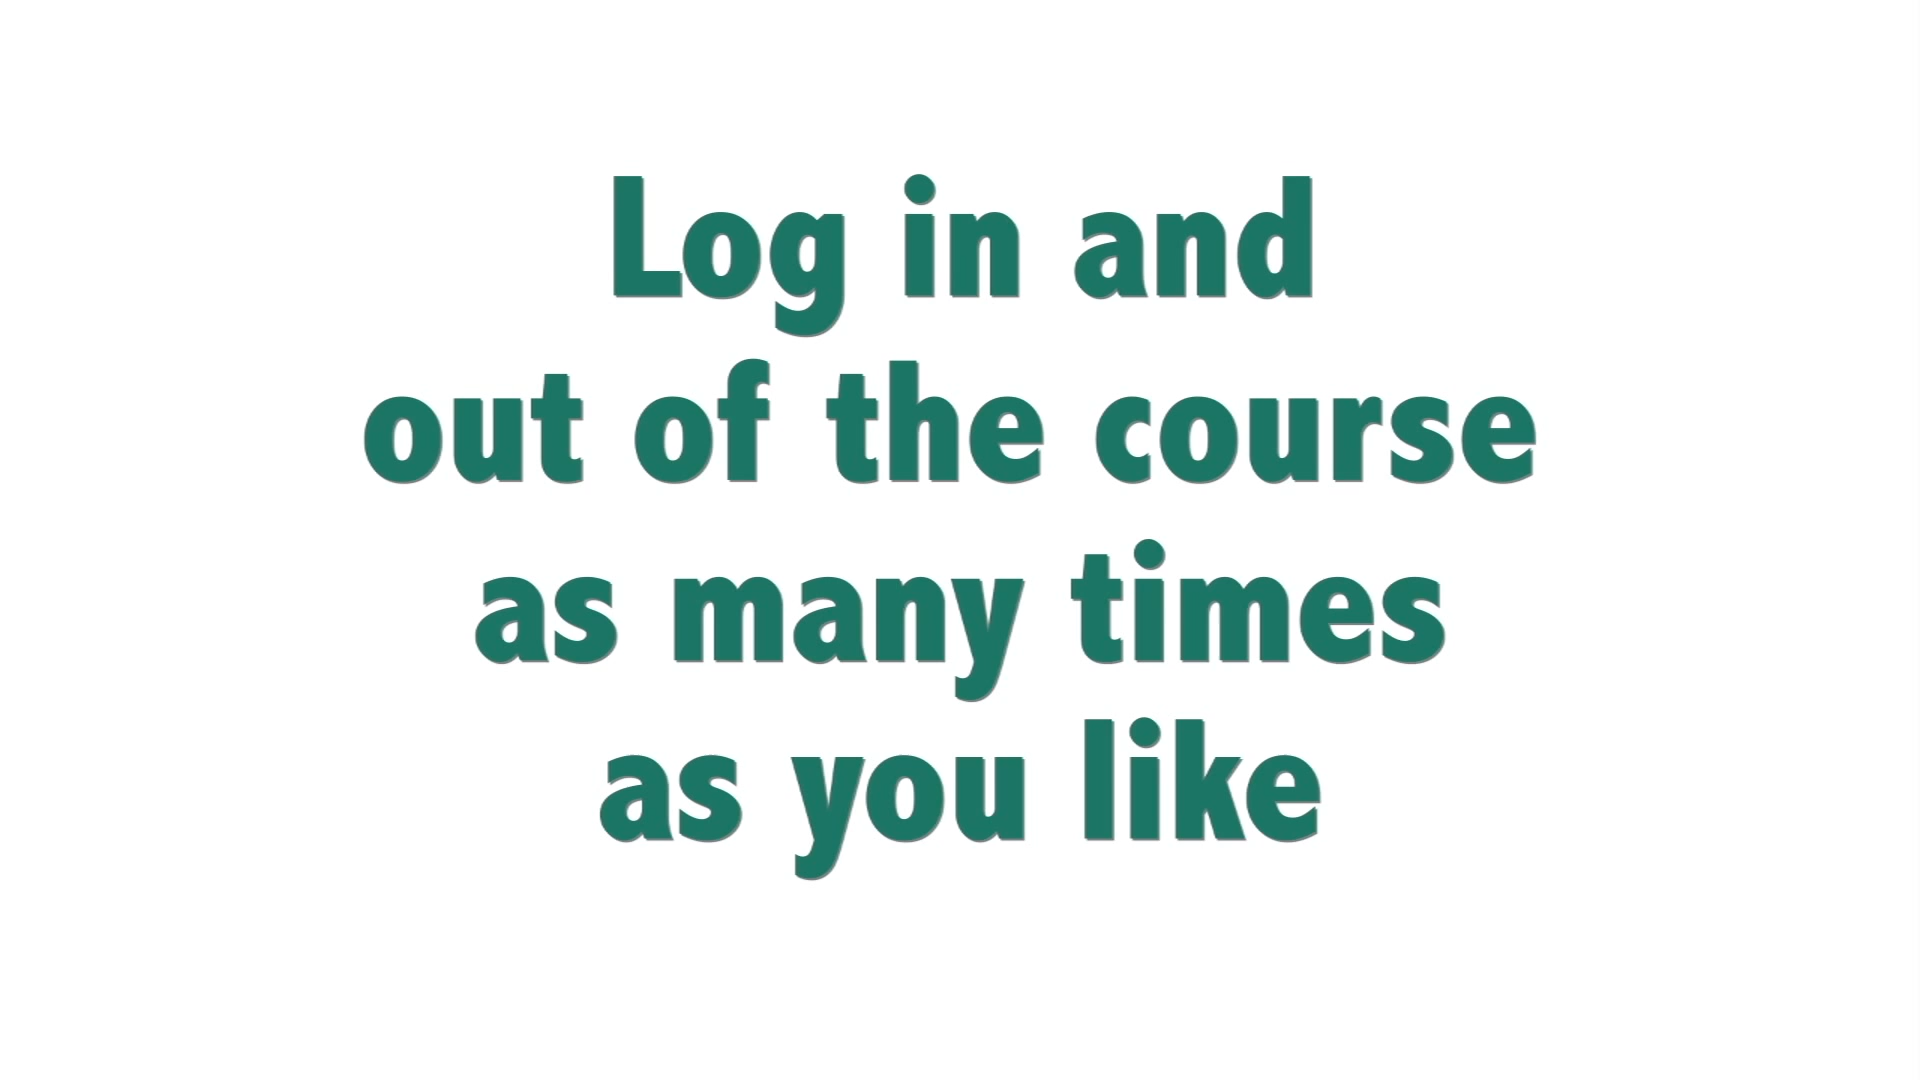 Log in and
out of the course
as many times
as you like